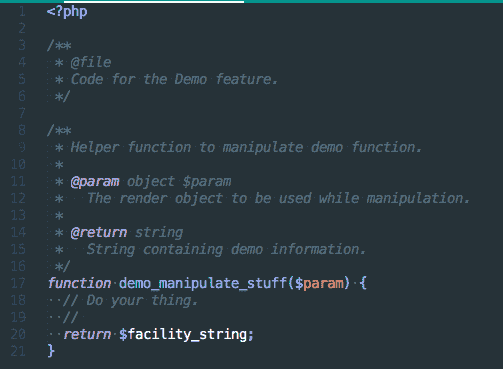 1 <?php
2
3 /**
4 * @file
5 * Code for the Demo feature.
6 */
7
8 /**
9 * Helper function to manipulate demo function.
10 *
11 * @param object $param
12 *   The render object to be used while manipulation.
13 *
14 * @return string
15 *   String containing demo information.
16 */
17 function demo_manipulate_stuff($param) {
18 // Do your thing.
19 //
20 return $facility_string;
21 }